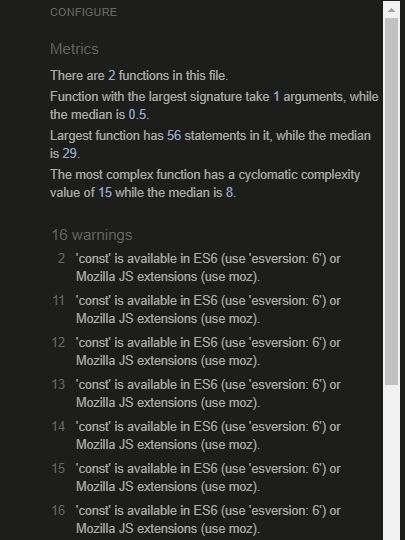 CONFIGURE
Metrics
There are 2 functions in this file.
Function with the largest signature take 1 arguments, while
the median is 0.5.
Largest function has 56 statements in it, while the median
is 29.
The most complex function has a cyclomatic complexity
value of 15 while the median is 8.
16 warnings
2 'const' is available in ES6 (use 'esversion: 6') or
Mozilla JS extensions (use moz).
11 'const' is available in ES6 (use 'esversion: 6') or
Mozilla JS extensions (use moz).
12 'const' is available in ES6 (use 'esversion: 6') or
Mozilla JS extensions (use moz).
13 'const' is available in ES6 (use 'esversion: 6') or
Mozilla JS extensions (use moz).
14 'const' is available in ES6 (use 'esversion: 6') or
Mozilla JS extensions (use moz).
15 'const' is available in ES6 (use 'esversion: 6') or
Mozilla JS extensions (use moz).
16 'const' is available in ES6 (use 'esversion: 6') or
Mozilla JS extensions (use moz).